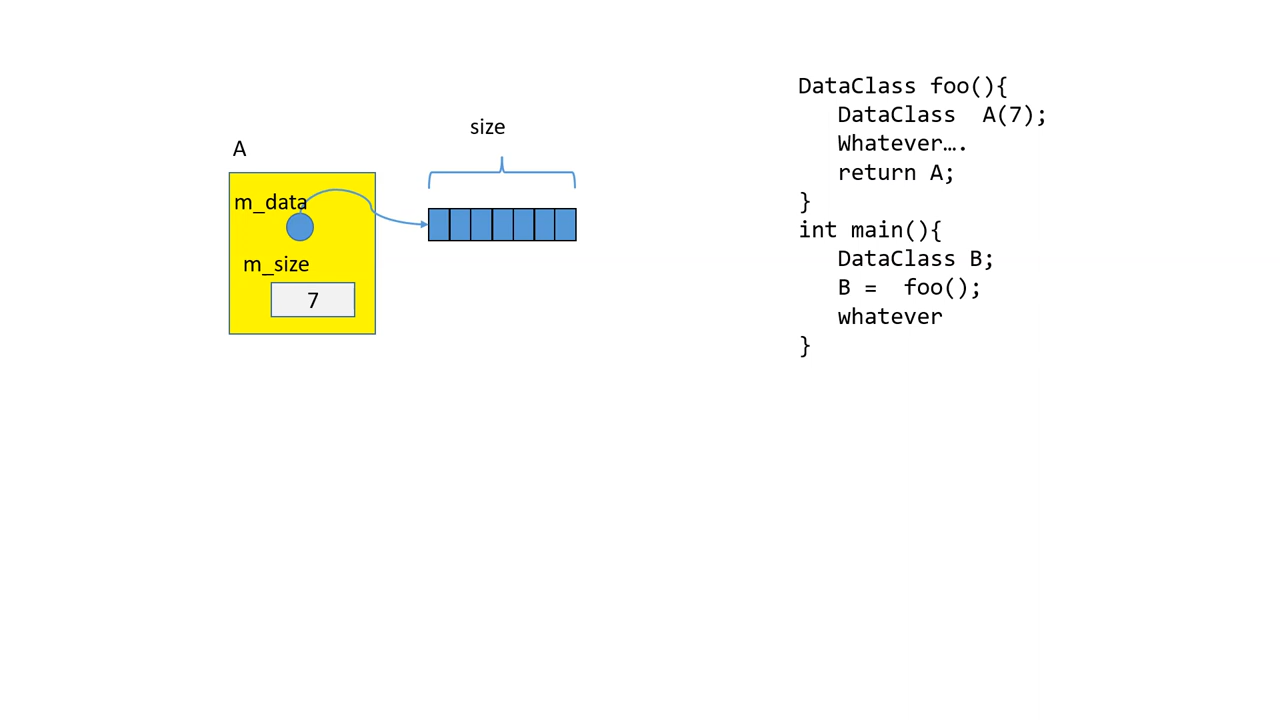 size
A
m_data
m_size
7
DataClass foo(){
   DataClass  A(7);
   Whatever….
   return A;
}
int main(){
   DataClass B;
   B =  foo();
   whatever
}